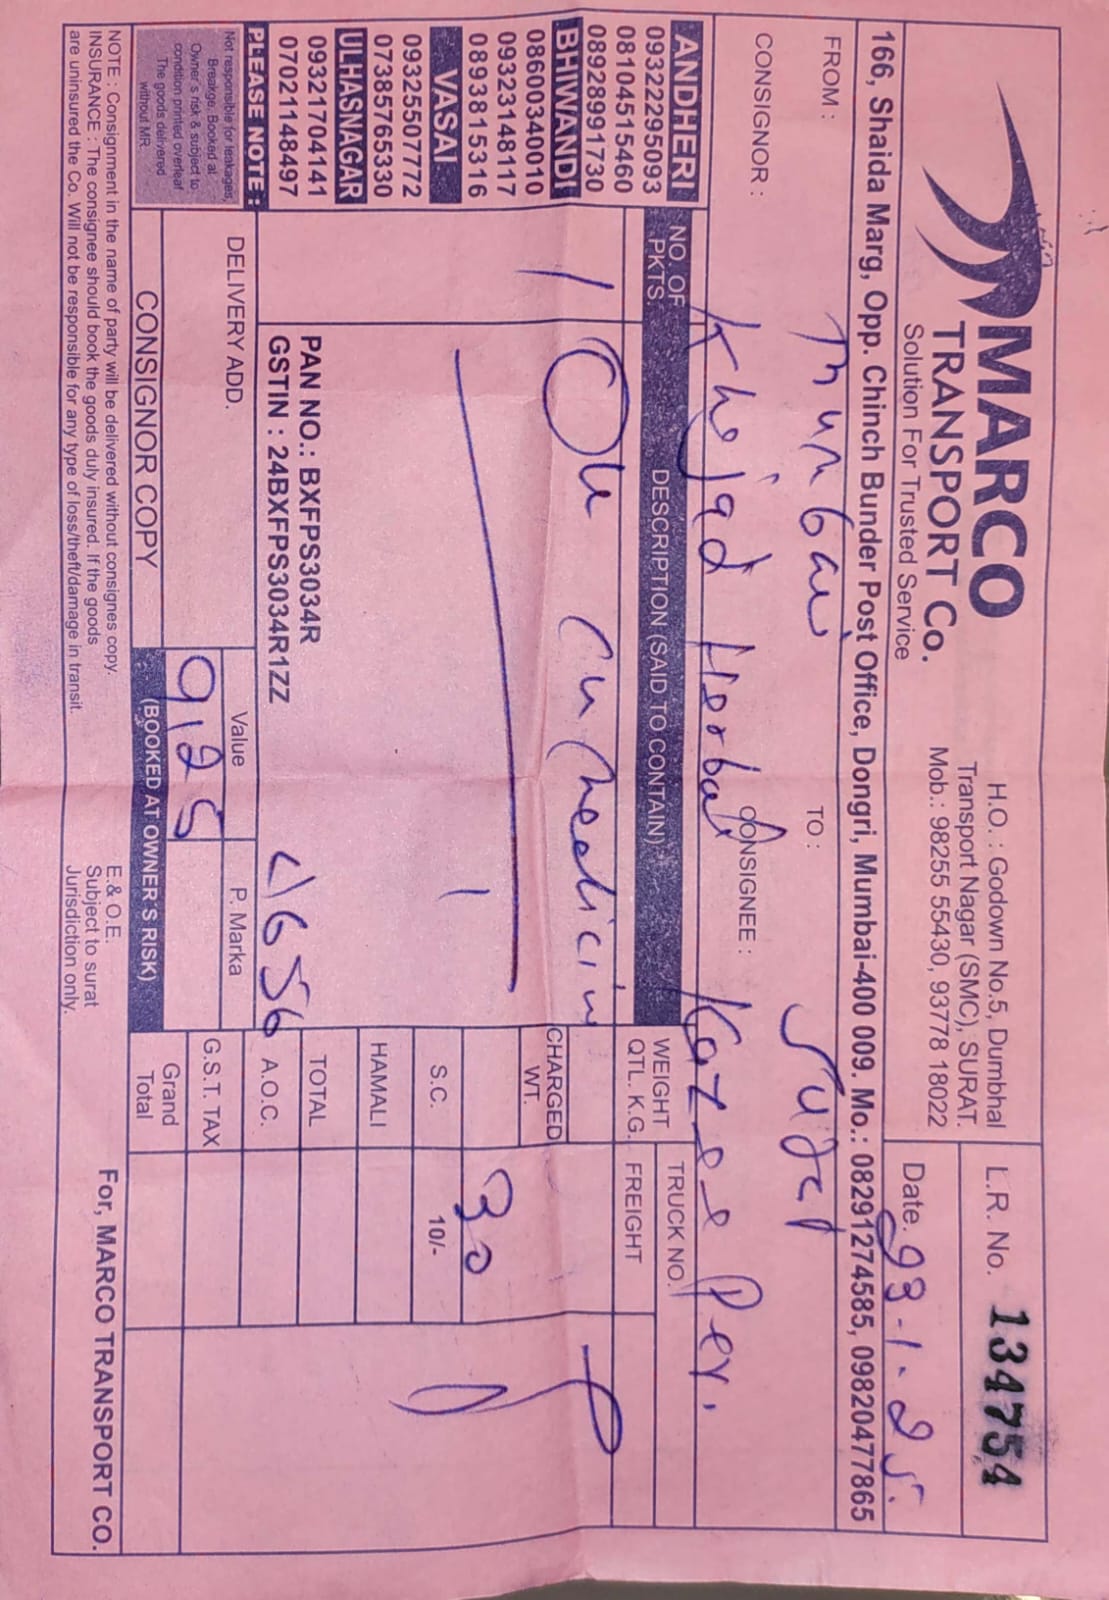 MARCO
TRANSPORT Co.
Solution For Trusted Service
H.O. : Godown No.5, Dumbhal
Transport Nagar (SMC), SURAT.
Mob.: 98255 55430, 93778 18022
L.R. No. 134754
Date. 23-1-25.
166, Shaida Marg, Opp. Chinch Bunder Post Office, Dongri, Mumbai-400 009. Mo.: 08291274585, 09820477865
FROM : Mumbai TO :
CONSIGNOR : Khojad Herbal CONSIGNEE : Per.
ANDHERI
09322295093
08104515460
08928991730
BHIWANDI
08600340010
09323148117
08938815316
VASAI
09325507772
07385765330
ULHASNAGAR
09321704141
07021148497
PLEASE NOTE :
Not responsible for leakages,
Breakge. Booked at
Owner's risk & subject to
condition printed overleaf
The goods delivered
without MR.
NO. OF PKTS. DESCRIPTION (SAID TO CONTAIN) WEIGHT QTL. K.G. FREIGHT
TRUCK NO.
1
CHARGED WT.
30
S.C. 10/-
HAMALI
TOTAL
A.O.C.
G.S.T. TAX
Grand Total
PAN NO.: BXFPS3034R
GSTIN : 24BXFPS3034R1ZZ
1656
DELIVERY ADD.
Value P. Marka
9125
CONSIGNOR COPY
(BOOKED AT OWNER'S RISK)
NOTE : Consignment in the name of party will be delivered without consignes copy.
INSURANCE : The consignee should book the goods duly insured. If the goods
are uninsured the Co. Will not be responsible for any type of loss/theft/damage in transit.
E.& O.E.
Subject to surat
Jurisdiction only.
For, MARCO TRANSPORT CO.